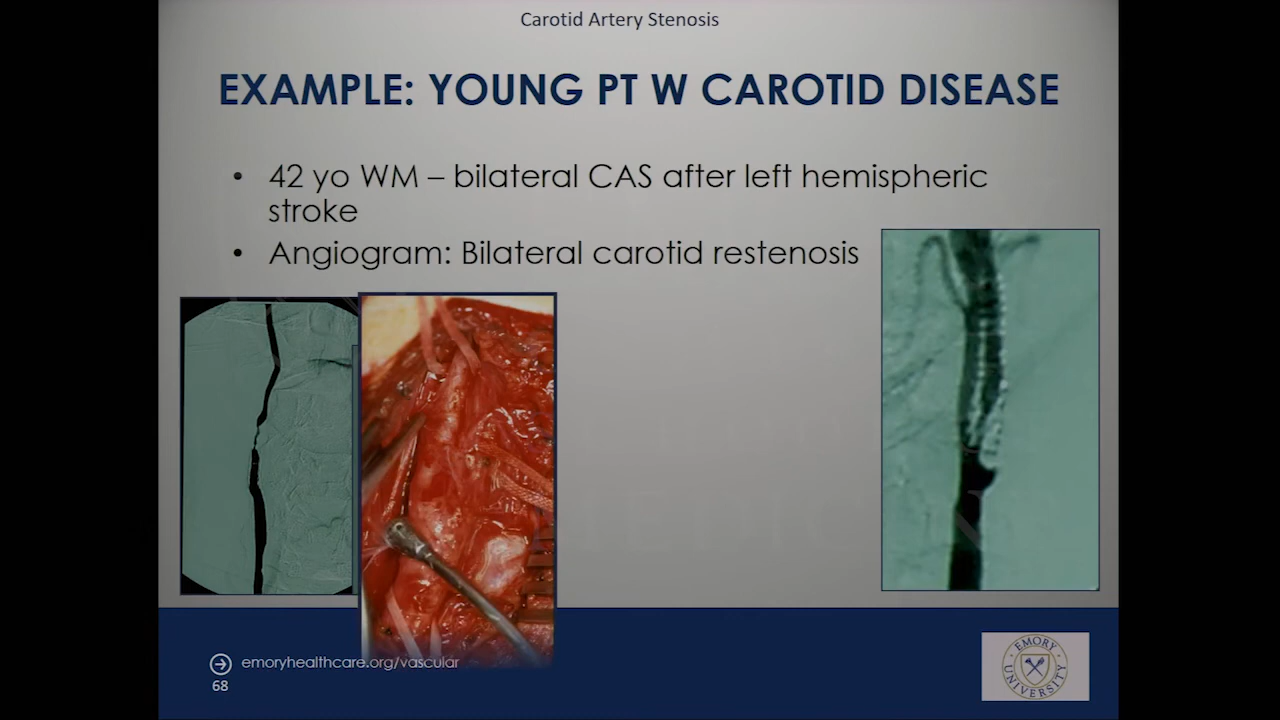 Carotid Artery Stenosis
EXAMPLE: YOUNG PT W CAROTID DISEASE
• 42 yo WM – bilateral CAS after left hemispheric
stroke
• Angiogram: Bilateral carotid restenosis
emoryhealthcare.org/vascular
68
EMORY
UNIVERSITY